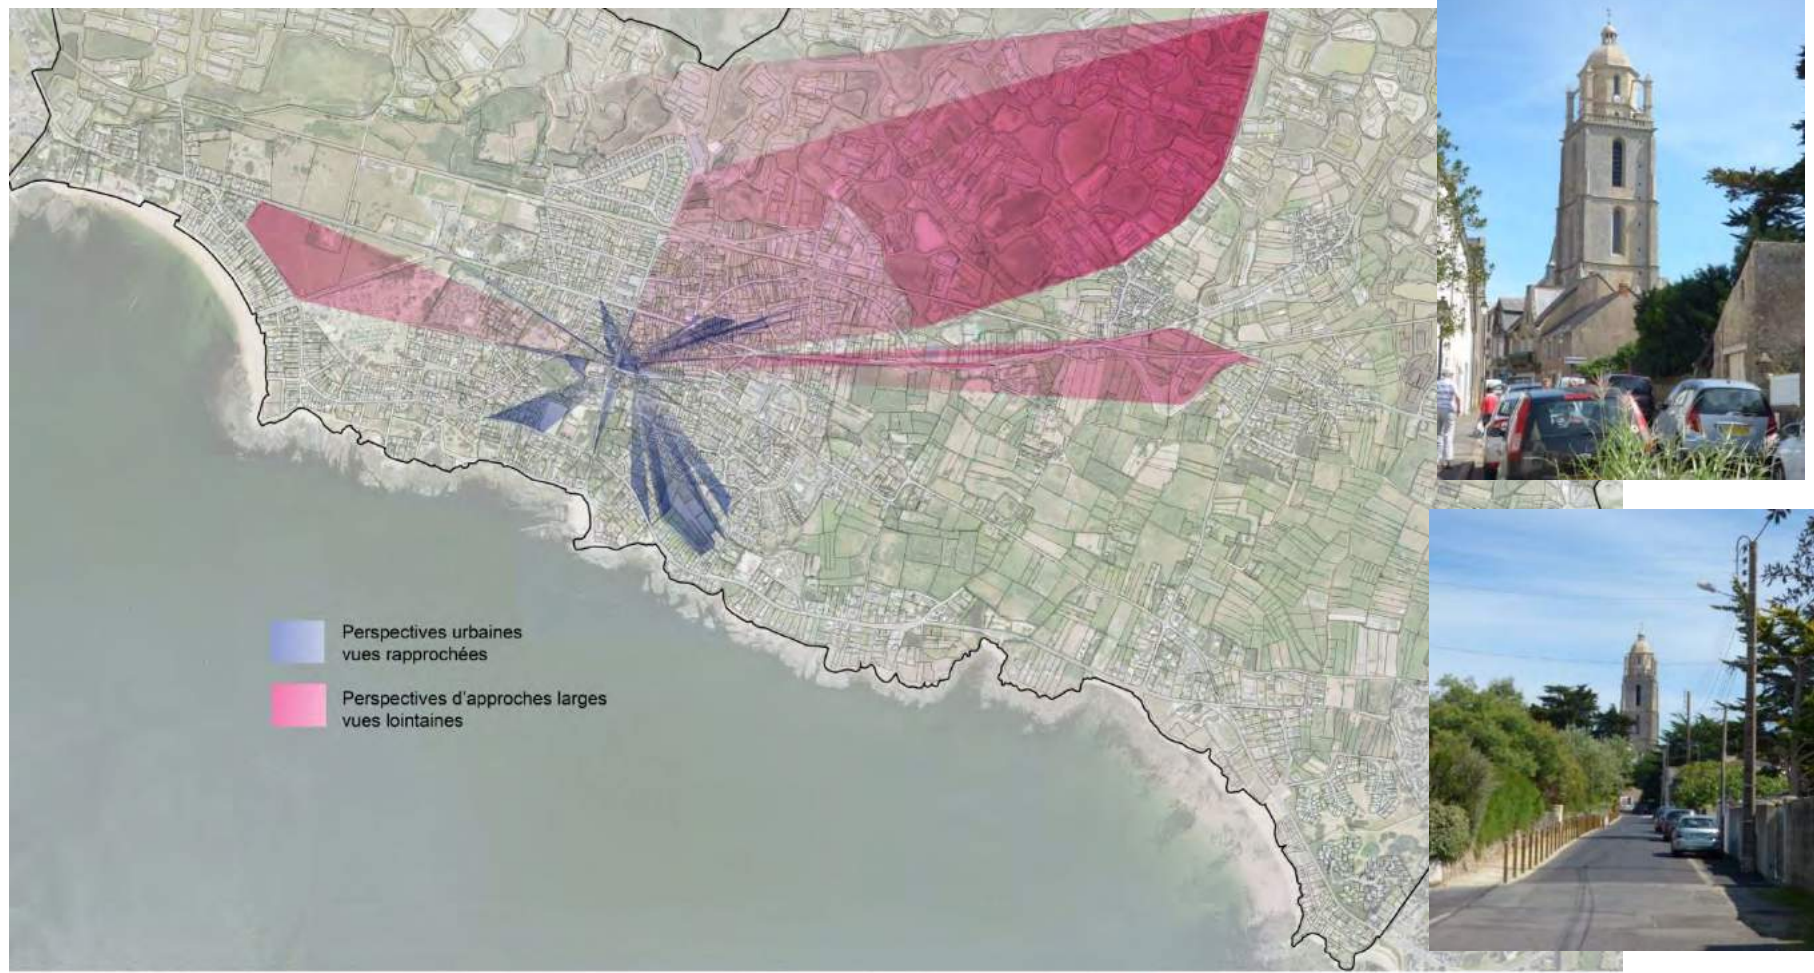 Perspectives urbaines
vues rapprochées
Perspectives d'approches larges
vues lointaines